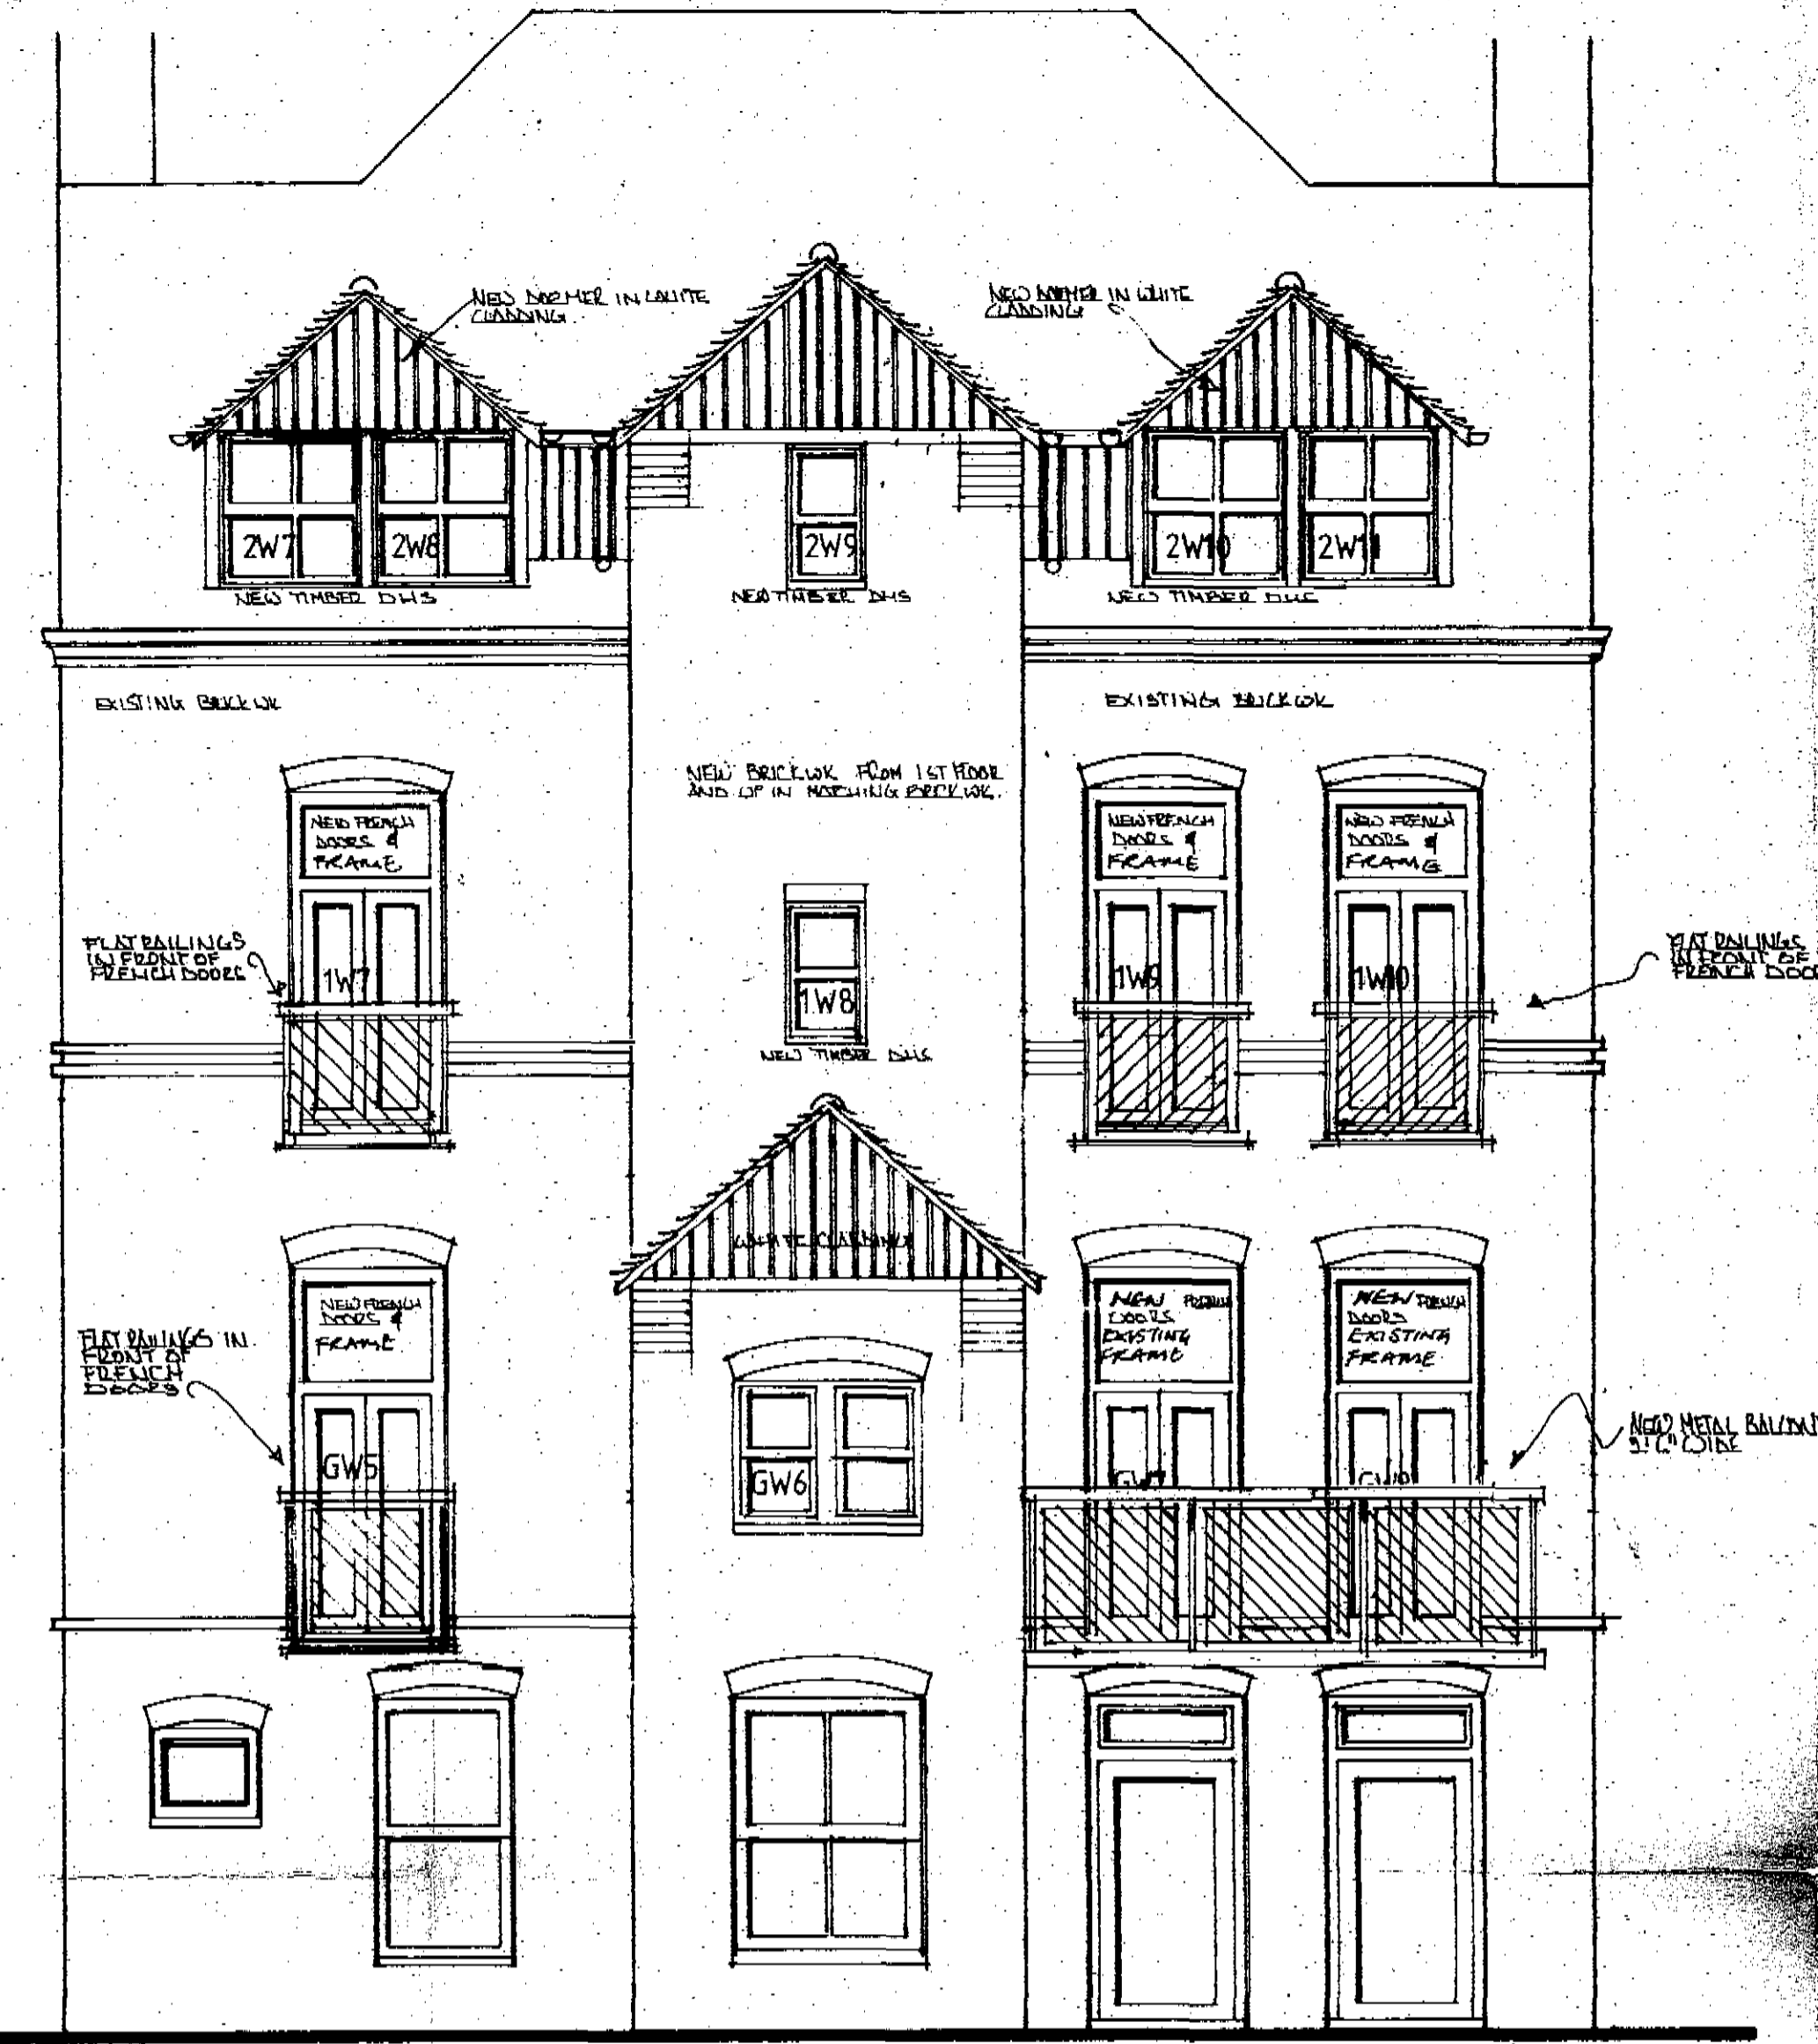 NEW DORMER IN WHITE
CLADDING
NEW DORMER IN WHITE
CLADDING
2W7
2W8
2W9
2W10
2W11
NEW TIMBER DHS
NEW TIMBER DHS
NEW TIMBER DHS
EXISTING BRICKWK
EXISTING BRICKWK
NEW BRICKWK FROM 1ST FLOOR
AND UP IN MATCHING BRICKWK.
NEW FRENCH
DOORS &
FRAME
NEW FRENCH
DOORS &
FRAME
NEW FRENCH
DOORS &
FRAME
FLAT RAILINGS
IN FRONT OF
FRENCH DOORS
FLAT RAILINGS
IN FRONT OF
FRENCH DOO
1W7
1W8
1W9
1W10
NEW TIMBER DHS
WHITE CLADDING
NEW FRENCH
DOORS &
FRAME
NEW FRENCH
DOORS
EXISTING
FRAME
NEW FRENCH
DOORS
EXISTING
FRAME
FLAT RAILINGS IN
FRONT OF
FRENCH
DOORS
NEW METAL BALCON
WIDE
GW5
GW6
GW7
GW8